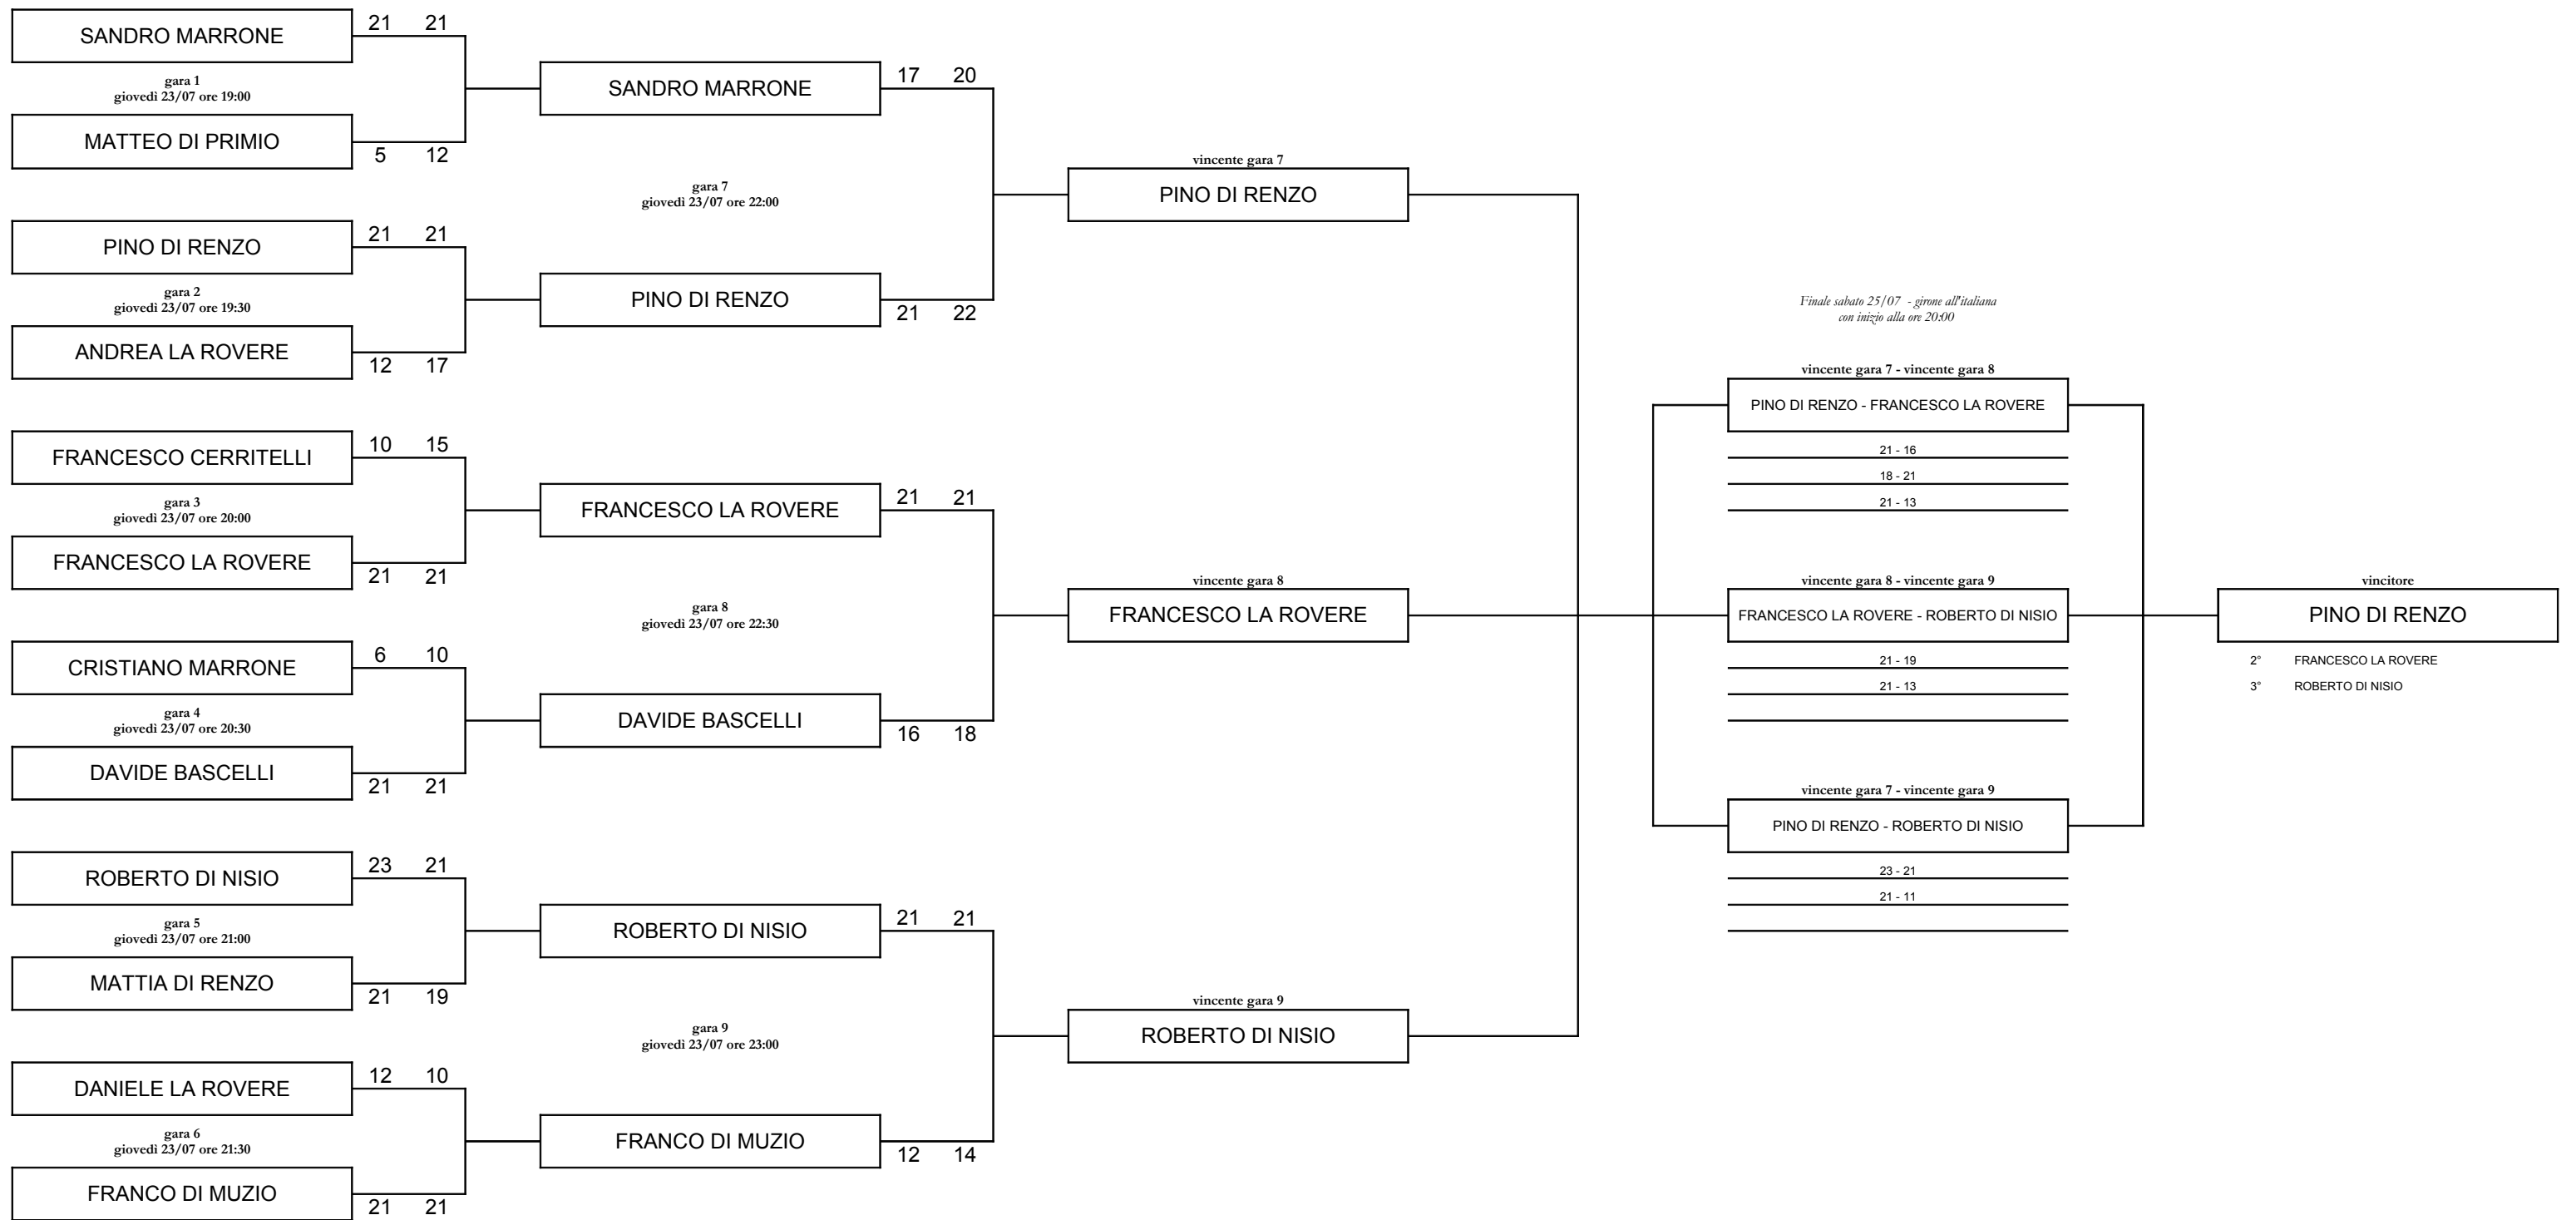 21 21
SANDRO MARRONE
gara 1
giovedì 23/07 ore 19:00
MATTEO DI PRIMIO
5 12
21 21
PINO DI RENZO
gara 2
giovedì 23/07 ore 19:30
ANDREA LA ROVERE
12 17
10 15
FRANCESCO CERRITELLI
gara 3
giovedì 23/07 ore 20:00
FRANCESCO LA ROVERE
21 21
6 10
CRISTIANO MARRONE
gara 4
giovedì 23/07 ore 20:30
DAVIDE BASCELLI
21 21
23 21
ROBERTO DI NISIO
gara 5
giovedì 23/07 ore 21:00
MATTIA DI RENZO
21 19
12 10
DANIELE LA ROVERE
gara 6
giovedì 23/07 ore 21:30
FRANCO DI MUZIO
21 21
17 20
SANDRO MARRONE
gara 7
giovedì 23/07 ore 22:00
PINO DI RENZO
21 22
21 21
FRANCESCO LA ROVERE
gara 8
giovedì 23/07 ore 22:30
DAVIDE BASCELLI
16 18
21 21
ROBERTO DI NISIO
gara 9
giovedì 23/07 ore 23:00
FRANCO DI MUZIO
12 14
vincente gara 7
PINO DI RENZO
vincente gara 8
FRANCESCO LA ROVERE
vincente gara 9
ROBERTO DI NISIO
Finale sabato 25/07 - girone all'italiana
con inizio alla ore 20:00
vincente gara 7 - vincente gara 8
PINO DI RENZO - FRANCESCO LA ROVERE
21 - 16
18 - 21
21 - 13
vincente gara 8 - vincente gara 9
FRANCESCO LA ROVERE - ROBERTO DI NISIO
21 - 19
21 - 13
vincente gara 7 - vincente gara 9
PINO DI RENZO - ROBERTO DI NISIO
23 - 21
21 - 11
vincitore
PINO DI RENZO
2° FRANCESCO LA ROVERE
3° ROBERTO DI NISIO